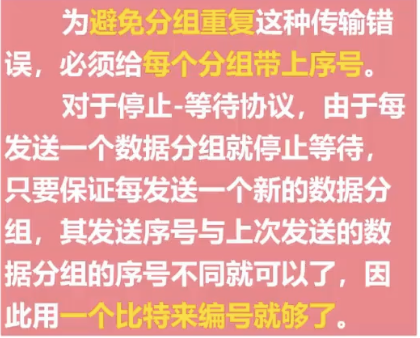 为避免分组重复这种传输错
误，必须给每个分组带上序号。
对于停止-等待协议，由于每
发送一个数据分组就停止等待，
只要保证每发送一个新的数据分
组，其发送序号与上次发送的数
据分组的序号不同就可以了，因
此用一个比特来编号就够了。